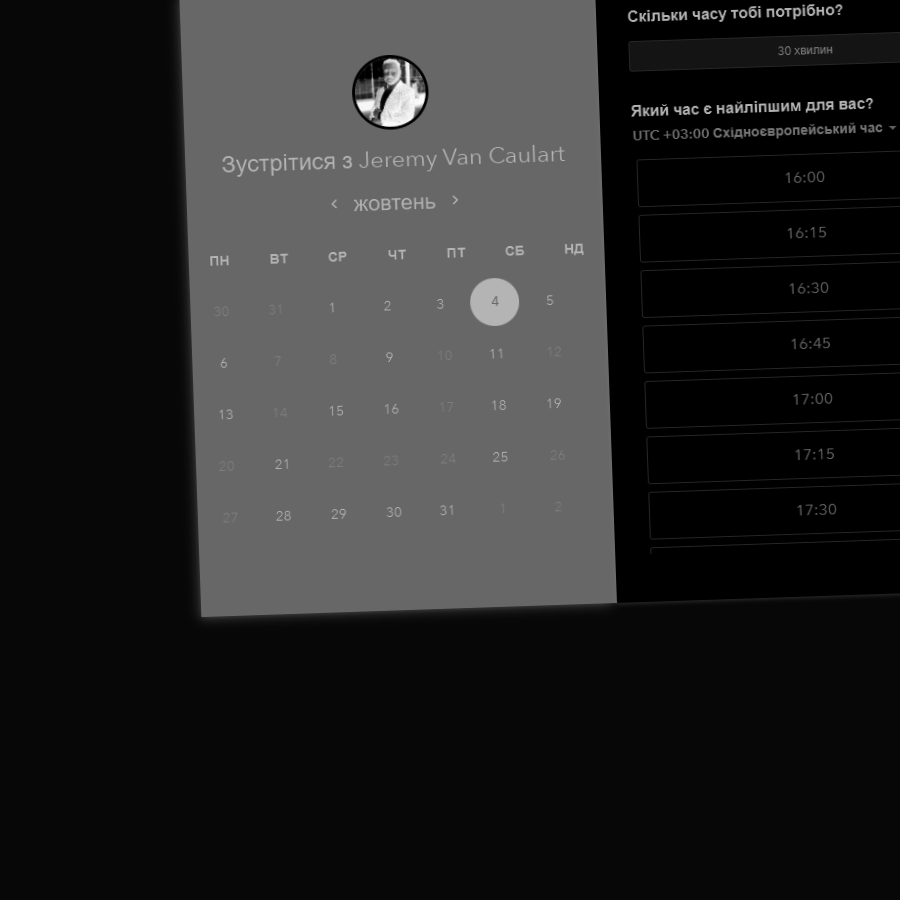 Зустрітися з Jeremy Van Caulart
жовтень
ПН ВТ СР ЧТ ПТ СБ НД
30 31 1 2 3 4 5
6 7 8 9 10 11 12
13 14 15 16 17 18 19
20 21 22 23 24 25 26
27 28 29 30 31 1 2
Скільки часу тобі потрібно?
30 хвилин
Який час є найліпшим для вас?
UTC +03:00 Східноєвропейський час
16:00
16:15
16:30
16:45
17:00
17:15
17:30